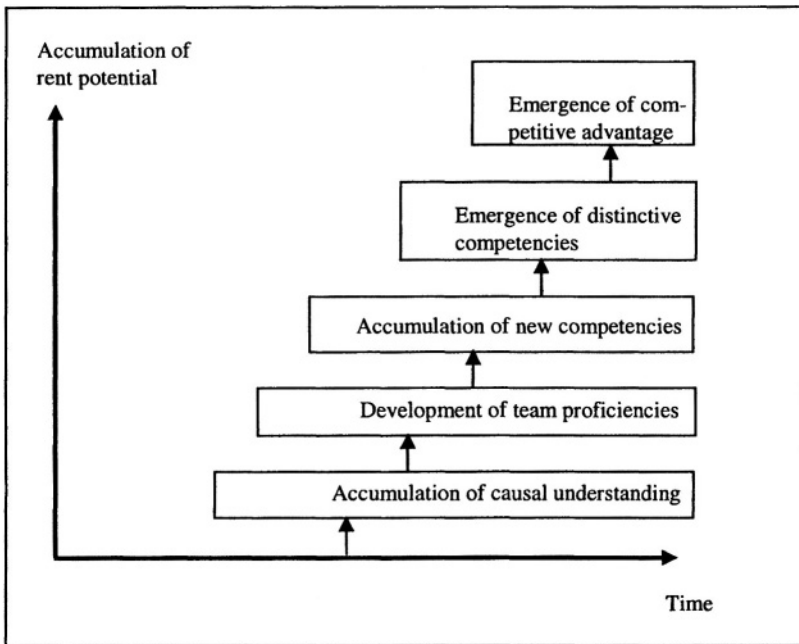 Accumulation of
rent potential
Emergence of com-
petitive advantage
Emergence of distinctive
competencies
Accumulation of new competencies
Development of team proficiencies
Accumulation of causal understanding
Time